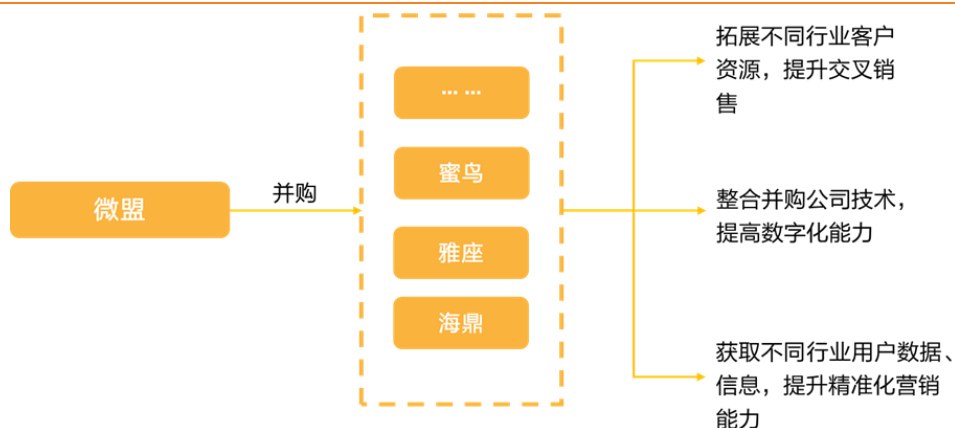 微盟
并购
... ...
蜜鸟
雅座
海鼎
拓展不同行业客户
资源，提升交叉销
售
整合并购公司技术，
提高数字化能力
获取不同行业用户数据、
信息，提升精准化营销
能力